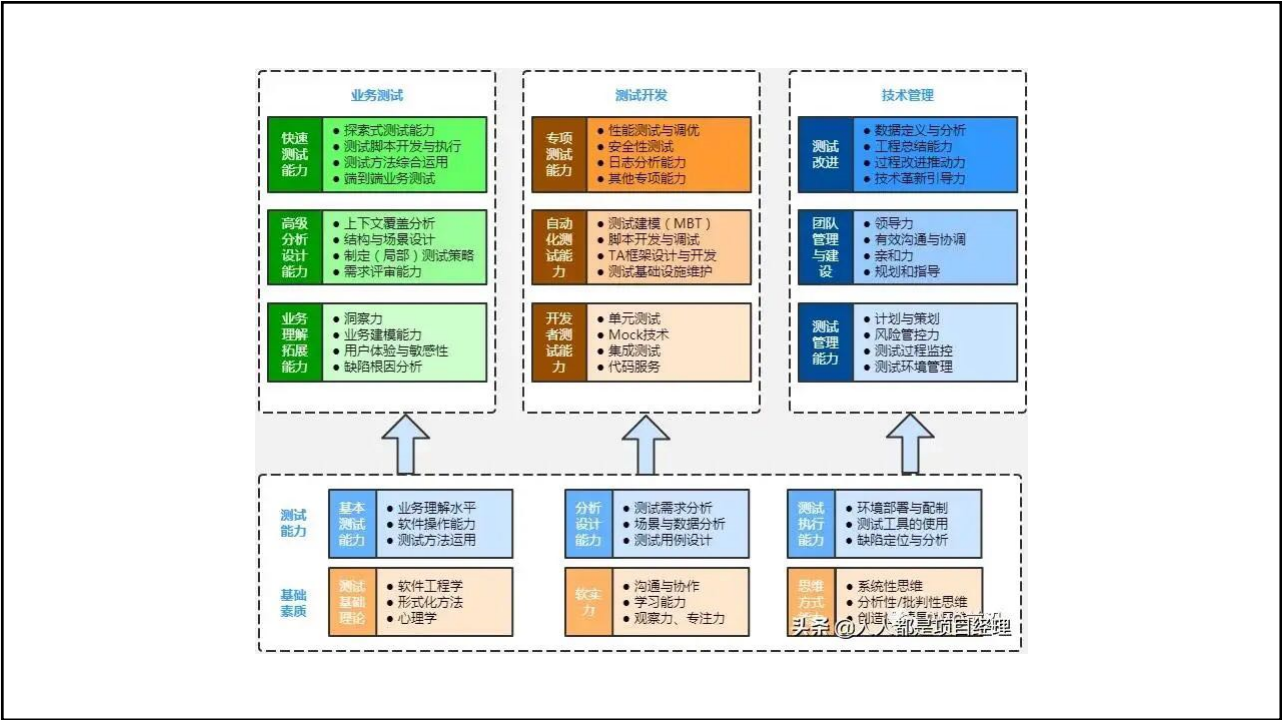 业务测试
快速
测试
能力
● 探索式测试能力
● 测试脚本开发与执行
● 测试方法综合运用
● 端到端业务测试
高级
分析
设计
能力
● 上下文覆盖分析
● 结构与场景设计
● 制定（局部）测试策略
● 需求评审能力
业务
理解
拓展
能力
● 洞察力
● 业务建模能力
● 用户体验与敏感性
● 缺陷根因分析
测试开发
专项
测试
能力
● 性能测试与调优
● 安全性测试
● 日志分析能力
● 其他专项能力
自动
化测
试能
力
● 测试建模（MBT）
● 脚本开发与调试
● TA框架设计与开发
● 测试基础设施维护
开发
者测
试能
力
● 单元测试
● Mock技术
● 集成测试
● 代码服务
技术管理
测试
改进
● 数据定义与分析
● 工程总结能力
● 过程改进推动力
● 技术革新引导力
团队
管理
与建
设
● 领导力
● 有效沟通与协调
● 亲和力
● 规划和指导
测试
管理
能力
● 计划与策划
● 风险管控力
● 测试过程监控
● 测试环境管理
测试
能力
基本
测试
能力
● 业务理解水平
● 软件操作能力
● 测试方法运用
分析
设计
能力
● 测试需求分析
● 场景与数据分析
● 测试用例设计
测试
执行
能力
● 环境部署与配制
● 测试工具的使用
● 缺陷定位与分析
基础
素质
测试
基础
理论
● 软件工程学
● 形式化方法
● 心理学
软实
力
● 沟通与协作
● 学习能力
● 观察力、专注力
思维
方式
能力
● 系统性思维
● 分析性/批判性思维
● 创造
头条 @人人都是项目经理